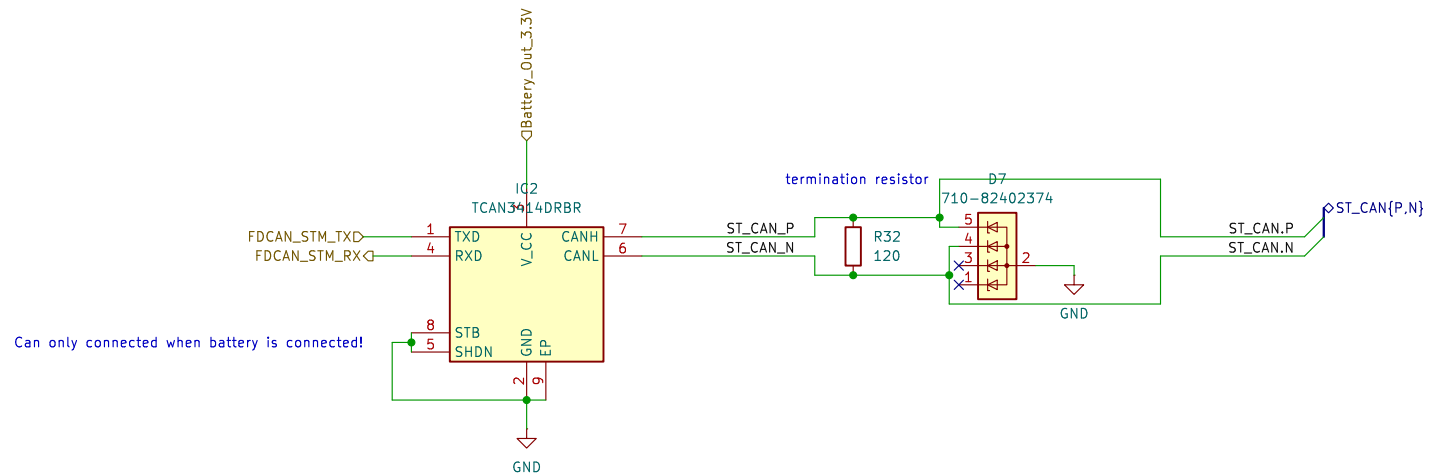 Battery_Out_3.3V
IC2
TCAN3414DRBR
3
V_CC
FDCAN_STM_TX
1
TXD
FDCAN_STM_RX
4
RXD
CANH
7
CANL
6
ST_CAN_P
ST_CAN_N
8
STB
5
SHDN
GND
EP
2
9
GND
Can only connected when battery is connected!
termination resistor
R32
120
D7
710-82402374
5
4
3
1
2
GND
ST_CAN.P
ST_CAN.N
ST_CAN{P,N}